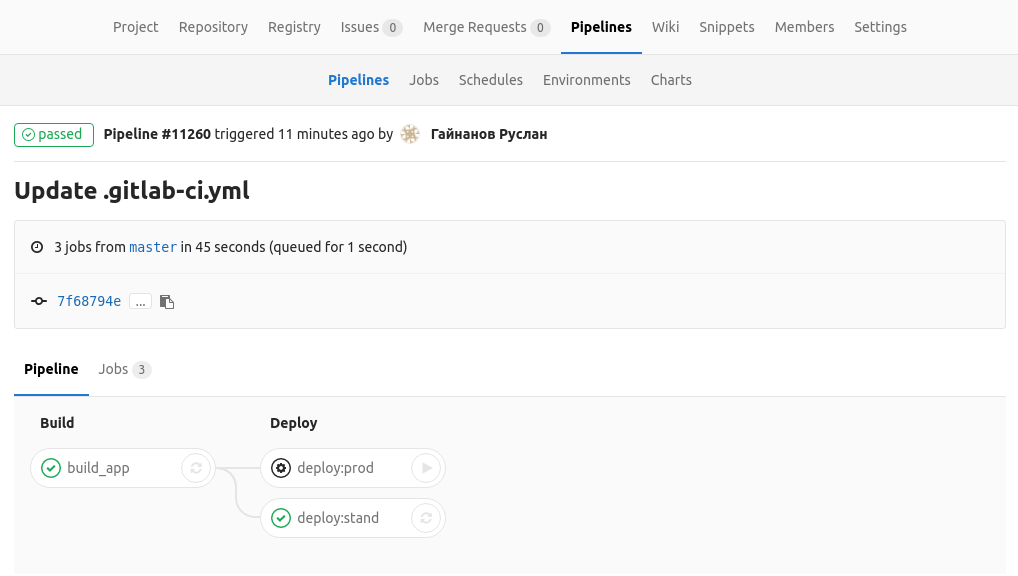 Project Repository Registry Issues 0 Merge Requests 0 Pipelines Wiki Snippets Members Settings
Pipelines Jobs Schedules Environments Charts
passed Pipeline #11260 triggered 11 minutes ago by Гайнанов Руслан
Update .gitlab-ci.yml
3 jobs from master in 45 seconds (queued for 1 second)
7f68794e ...
Pipeline Jobs 3
Build Deploy
build_app deploy:prod
deploy:stand